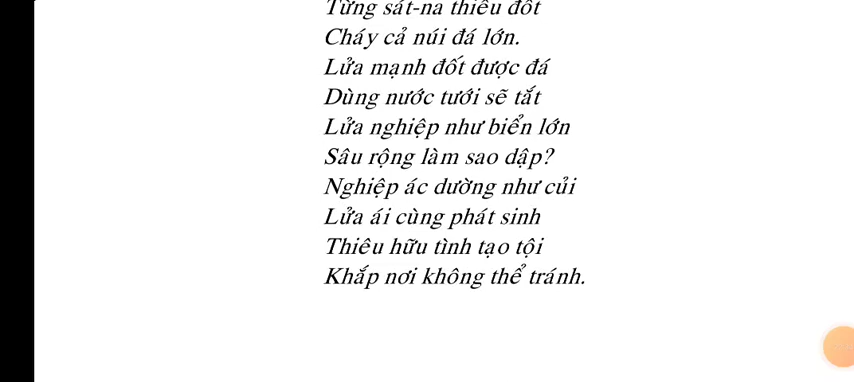 Từng sát-na thiêu đốt
Cháy cả núi đá lớn.
Lửa mạnh đốt được đá
Dùng nước tưới sẽ tắt
Lửa nghiệp như biển lớn
Sâu rộng làm sao dập?
Nghiệp ác dường như củi
Lửa ái cùng phát sinh
Thiêu hữu tình tạo tội
Khắp nơi không thể tránh.